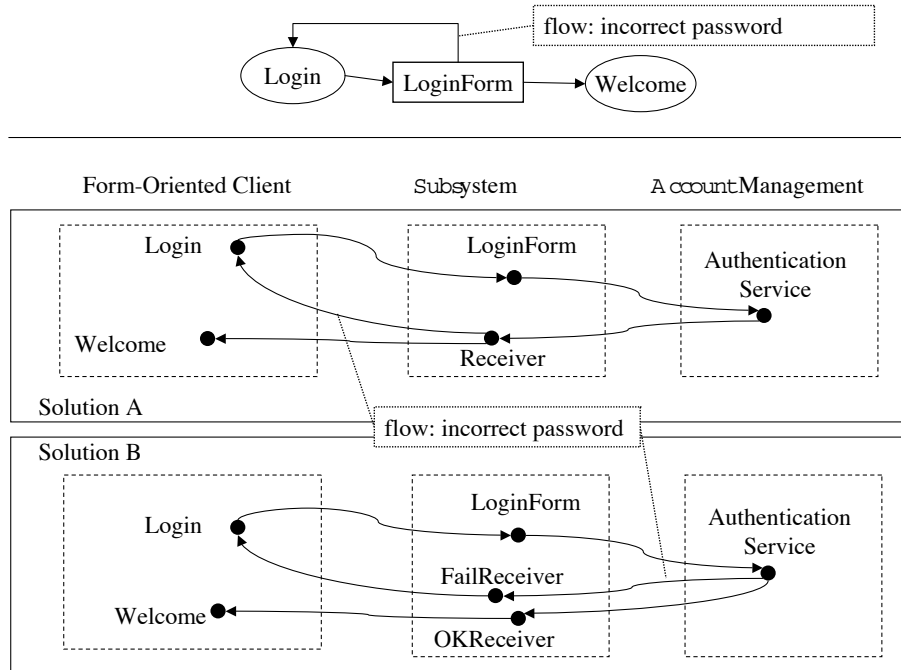 flow: incorrect password
Login
LoginForm
Welcome
Form-Oriented Client
Subsystem
AccountManagement
Login
LoginForm
Authentication
Service
Welcome
Receiver
Solution A
flow: incorrect password
Solution B
LoginForm
Login
Authentication
Service
FailReceiver
Welcome
OKReceiver